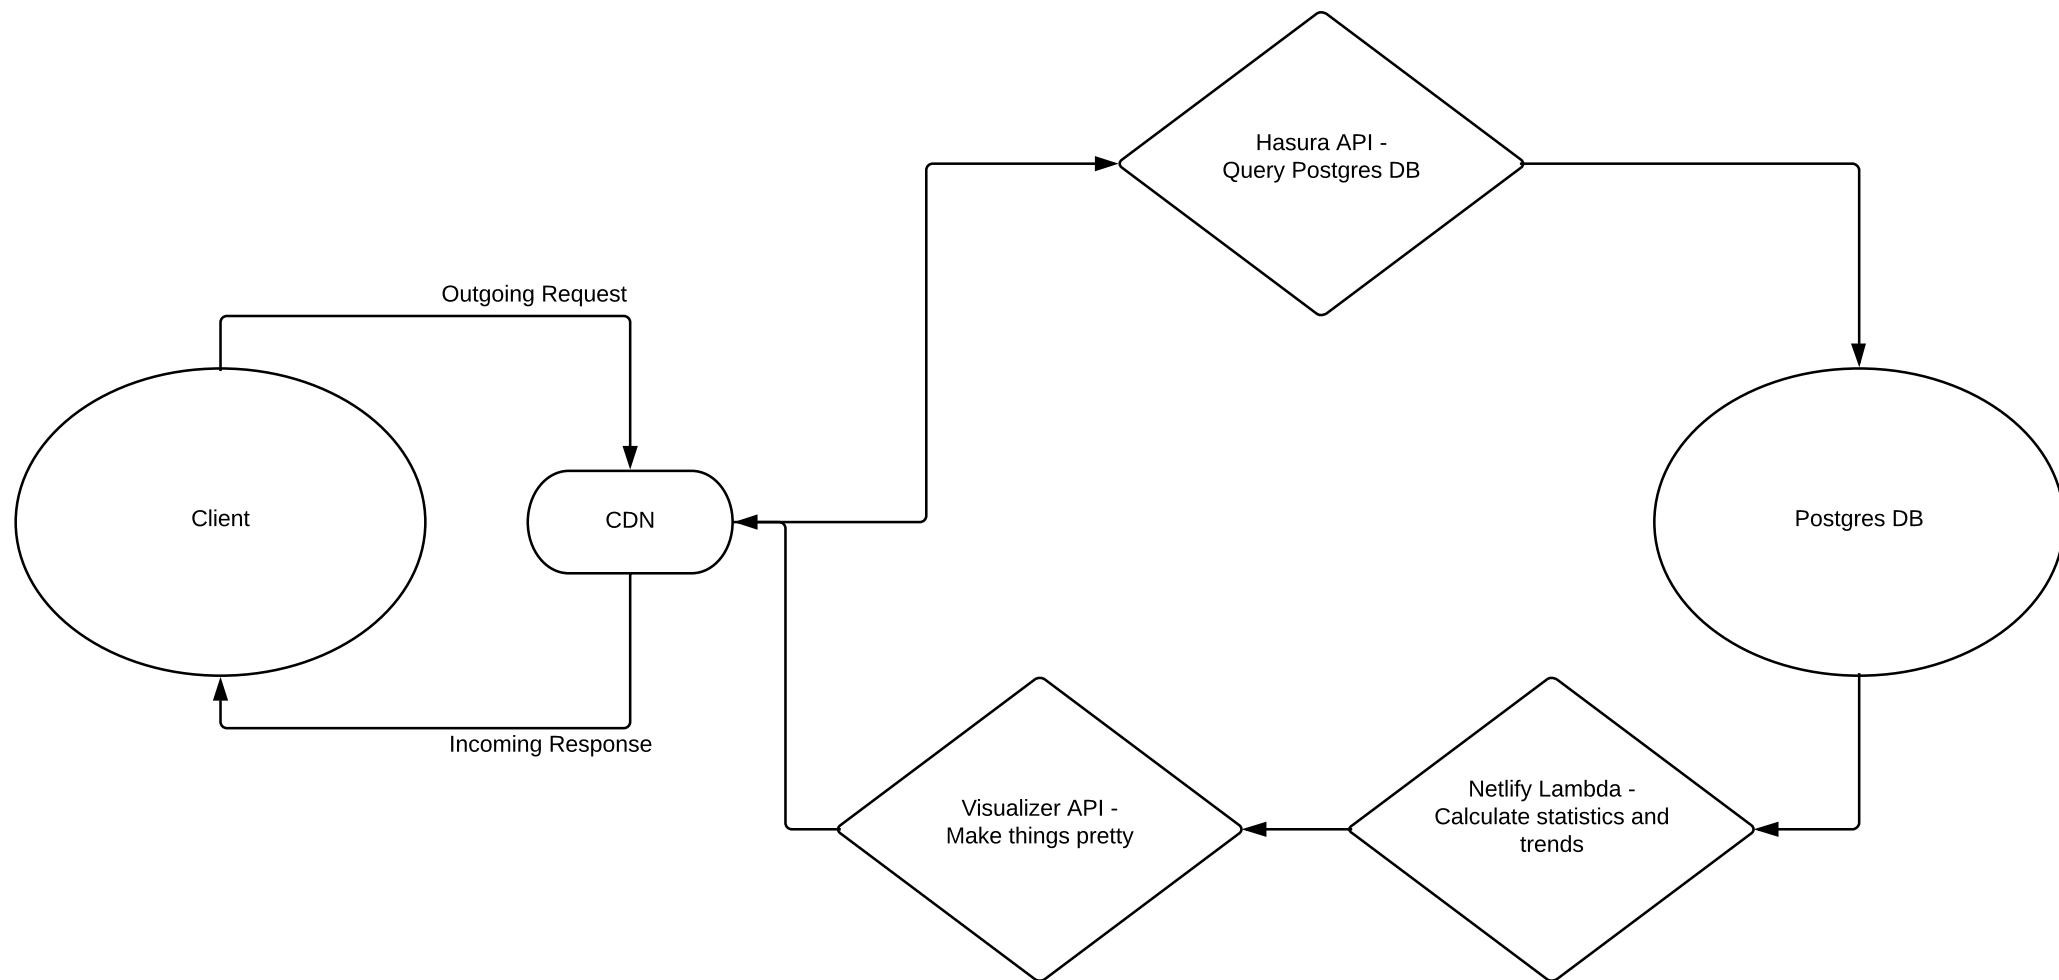 Hasura API -
Query Postgres DB
Outgoing Request
Client
CDN
Postgres DB
Incoming Response
Visualizer API -
Make things pretty
Netlify Lambda -
Calculate statistics and
trends